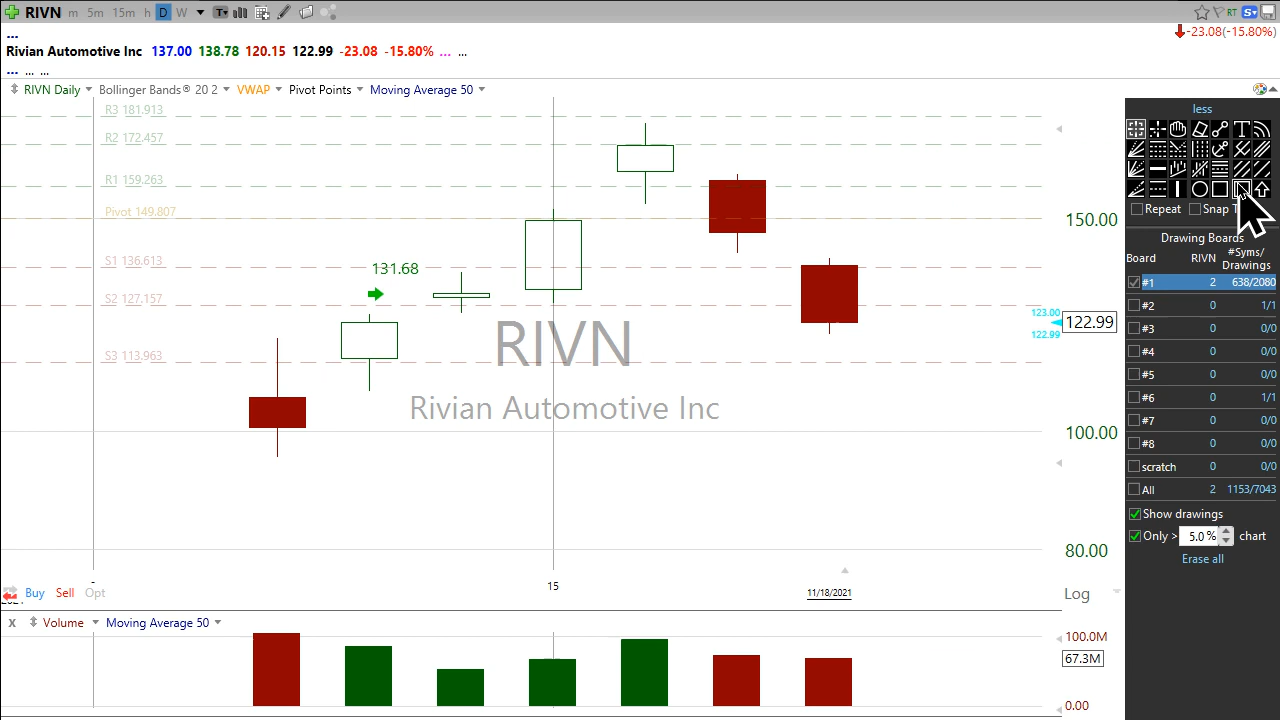 RIVN m 5m 15m h D W T RT S
-23.08(-15.80%)
...
Rivian Automotive Inc 137.00 138.78 120.15 122.99 -23.08 -15.80% ... ...
... ... ...
RIVN Daily Bollinger Bands® 20 2 VWAP Pivot Points Moving Average 50
less
R3 181.913
R2 172.457
R1 159.263
Pivot 149.807
S1 136.613
S2 127.157
S3 113.963
131.68
RIVN
Rivian Automotive Inc
150.00
123.00
122.99
122.99
100.00
80.00
T
Repeat Snap T
Drawing Boards
Board RIVN #Syms/
Drawings
#1 2 638/2080
#2 0 1/1
#3 0 0/0
#4 0 0/0
#5 0 0/0
#6 0 1/1
#7 0 0/0
#8 0 0/0
scratch 0 0/0
All 2 1153/7043
Show drawings
Only > 5.0 % chart
Erase all
15
11/18/2021
Buy Sell Opt
Log
X Volume Moving Average 50
100.0M
67.3M
0.00